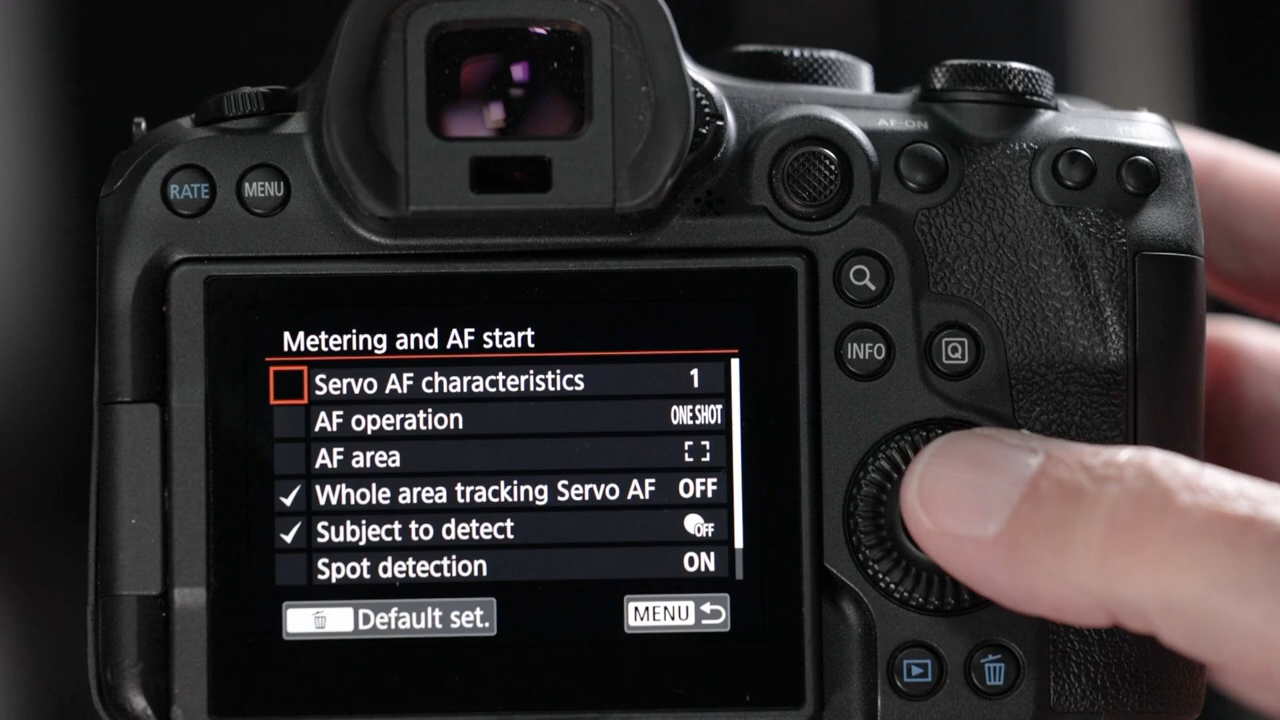 AF-ON
RATE
MENU
INFO
Q
Metering and AF start
Servo AF characteristics 1
AF operation ONE SHOT
AF area
Whole area tracking Servo AF OFF
Subject to detect OFF
Spot detection ON
Default set. MENU